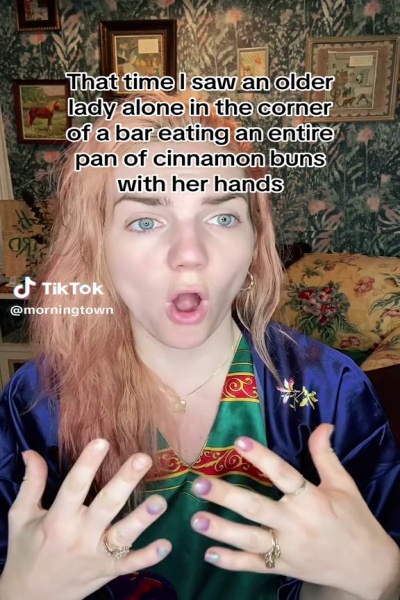 That time I saw an older
lady alone in the corner
of a bar eating an entire
pan of cinnamon buns
with her hands
TikTok
@morningtown